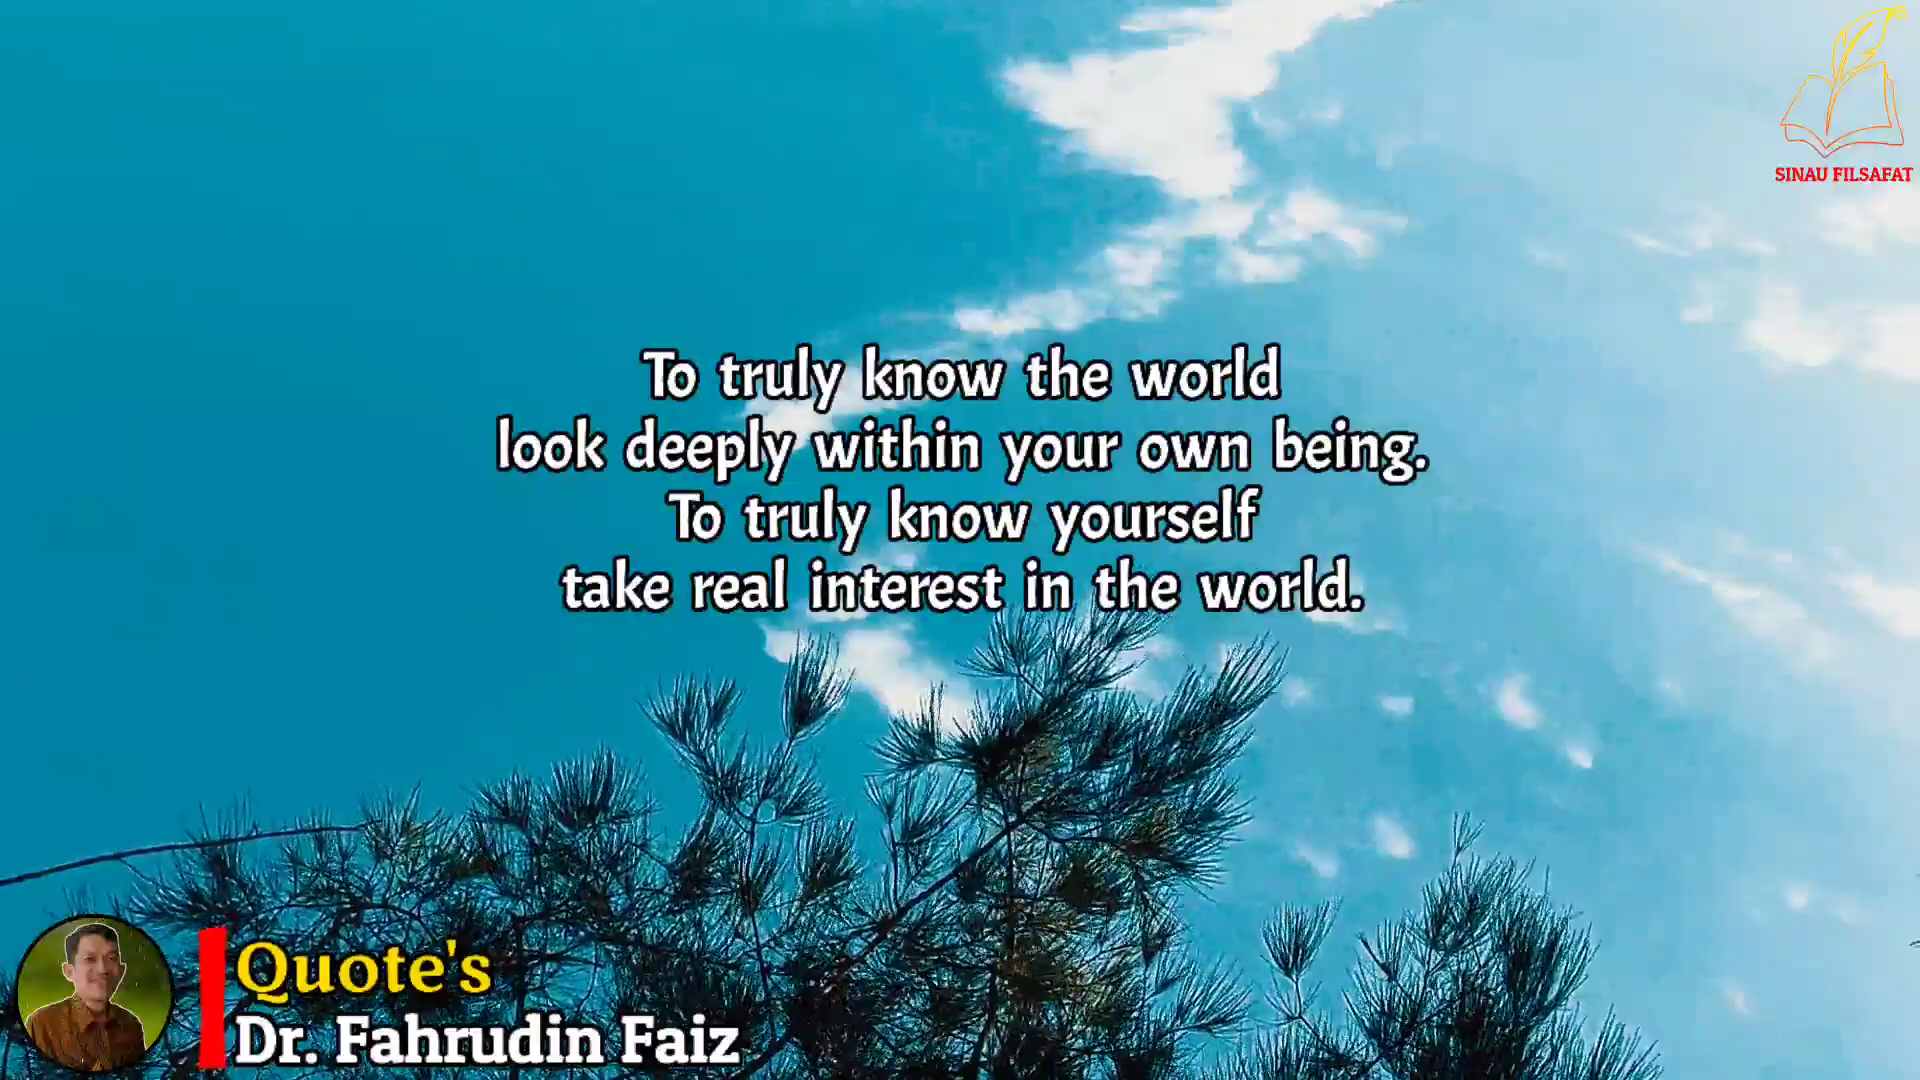 SINAU FILSAFAT
To truly know the world
look deeply within your own being.
To truly know yourself
take real interest in the world.
Quote's
Dr. Fahrudin Faiz